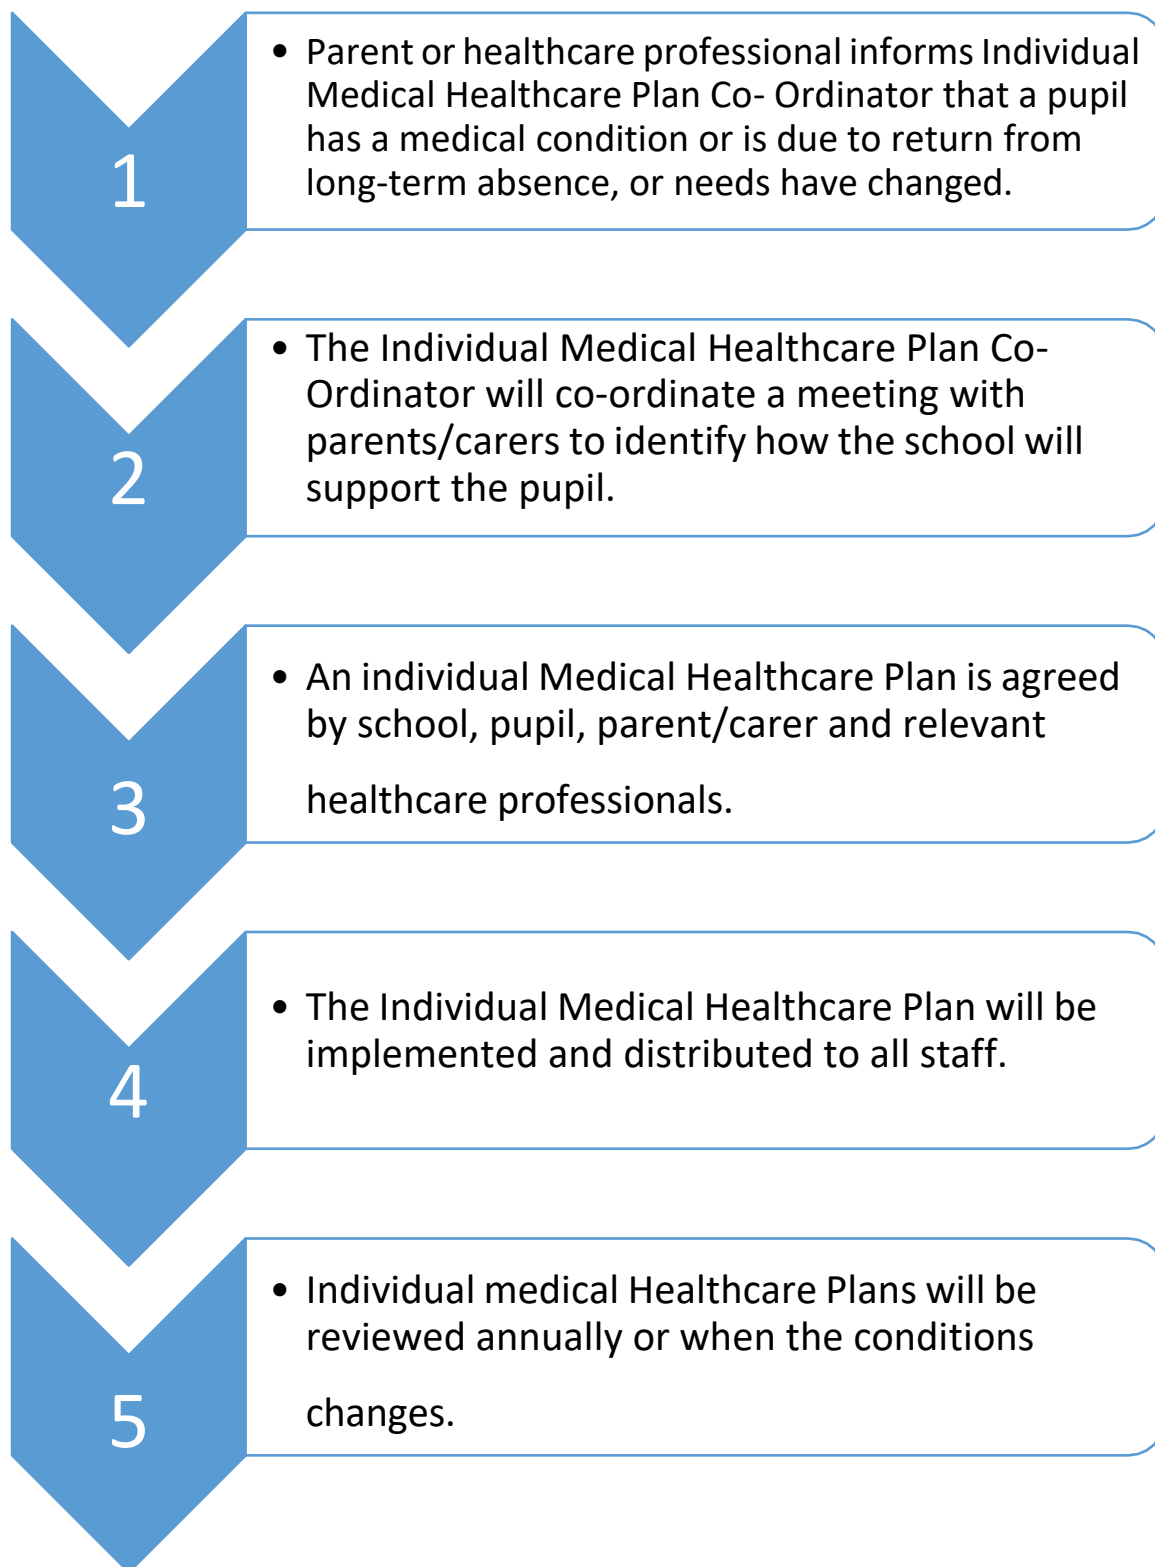 1
• Parent or healthcare professional informs Individual
Medical Healthcare Plan Co- Ordinator that a pupil
has a medical condition or is due to return from
long-term absence, or needs have changed.
2
• The Individual Medical Healthcare Plan Co-
Ordinator will co-ordinate a meeting with
parents/carers to identify how the school will
support the pupil.
3
• An individual Medical Healthcare Plan is agreed
by school, pupil, parent/carer and relevant
healthcare professionals.
4
• The Individual Medical Healthcare Plan will be
implemented and distributed to all staff.
5
• Individual medical Healthcare Plans will be
reviewed annually or when the conditions
changes.